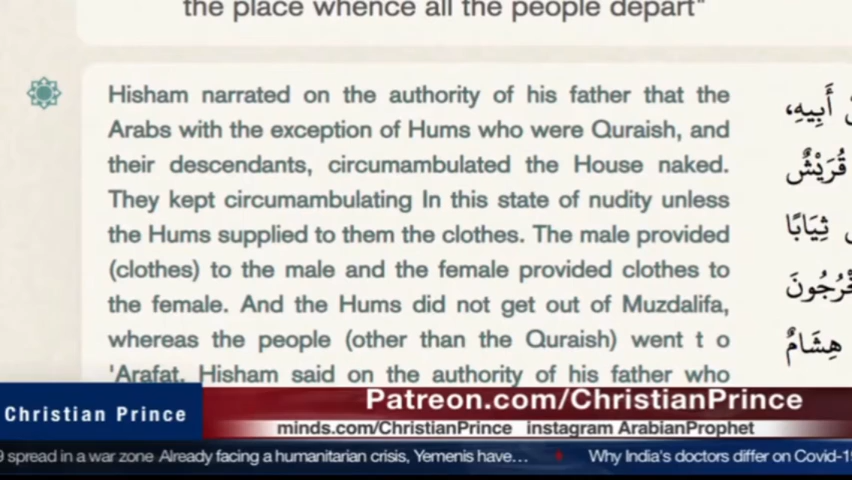 the place whence all the people depart"
Hisham narrated on the authority of his father that the
Arabs with the exception of Hums who were Quraish, and
their descendants, circumambulated the House naked.
They kept circumambulating In this state of nudity unless
the Hums supplied to them the clothes. The male provided
(clothes) to the male and the female provided clothes to
the female. And the Hums did not get out of Muzdalifa,
whereas the people (other than the Quraish) went t o
'Arafat. Hisham said on the authority of his father who
أَبِيهِ،
قُرَيْشٌ
ثِيَابًا
هِشَامٌ
Christian Prince
Patreon.com/ChristianPrince
minds.com/ChristianPrince instagram ArabianProphet
9 spread in a war zone Already facing a humanitarian crisis, Yemenis have... Why India's doctors differ on Covid-19